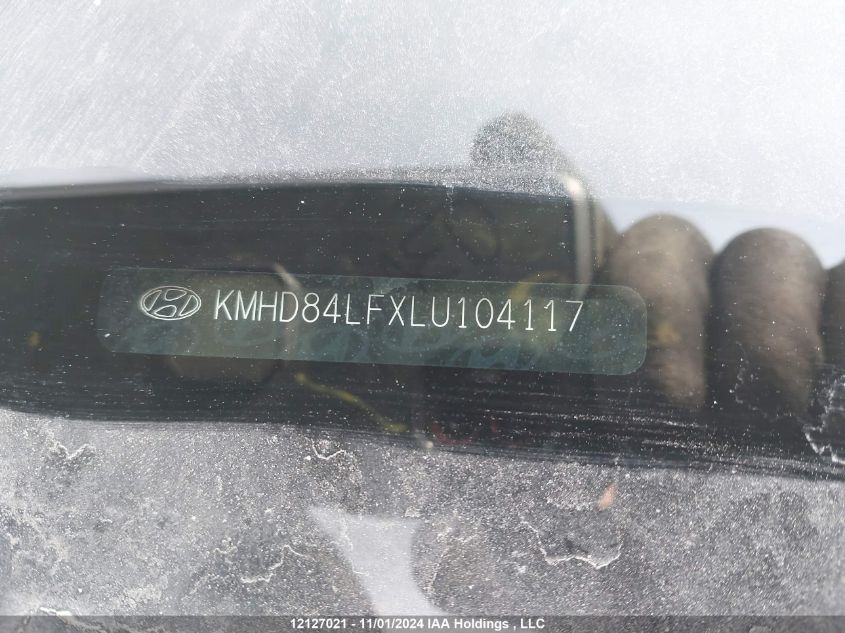 KMHD84LFXLU104117
12127021 - 11/01/2024 IAA Holdings , LLC